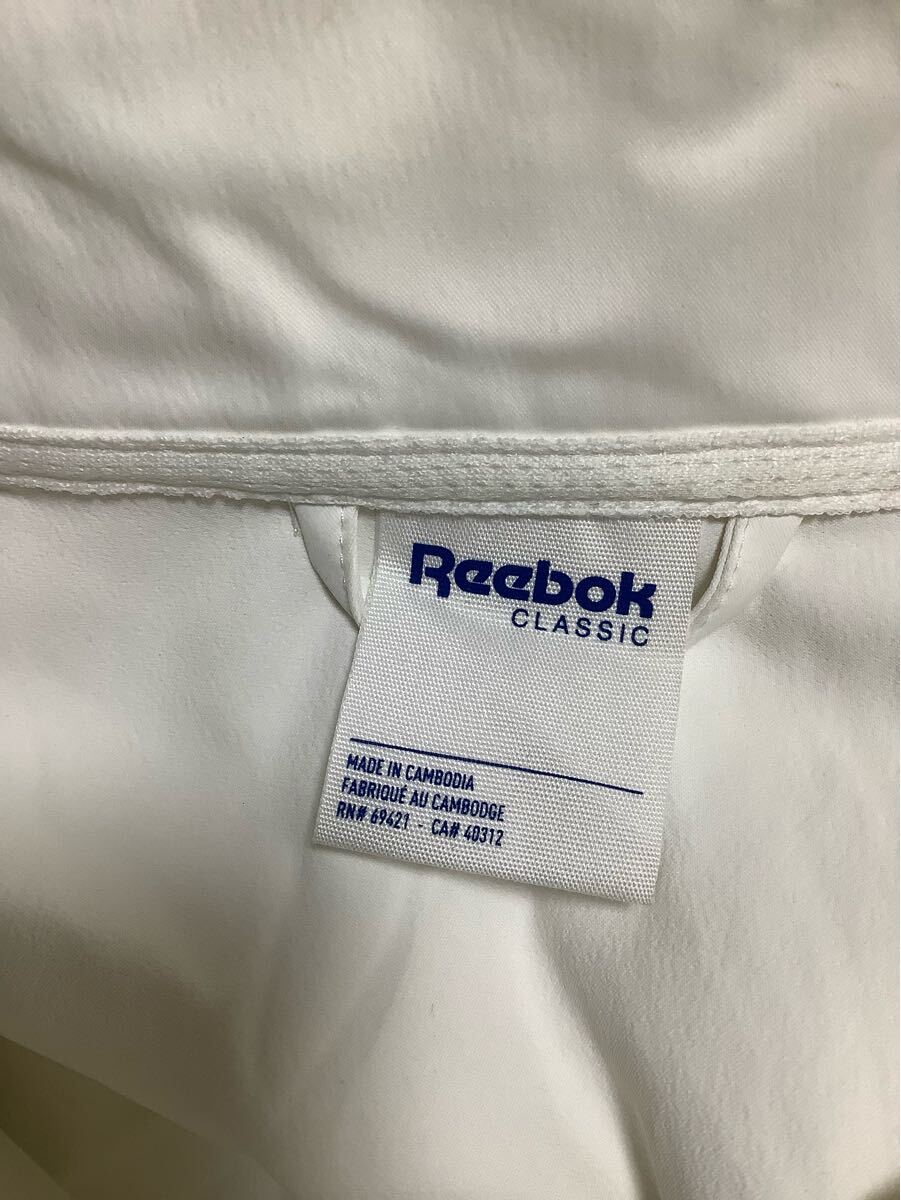 Reebok
CLASSIC
MADE IN CAMBODIA
FABRIQUÉ AU CAMBODGE
RN# 69421 - CA# 40312